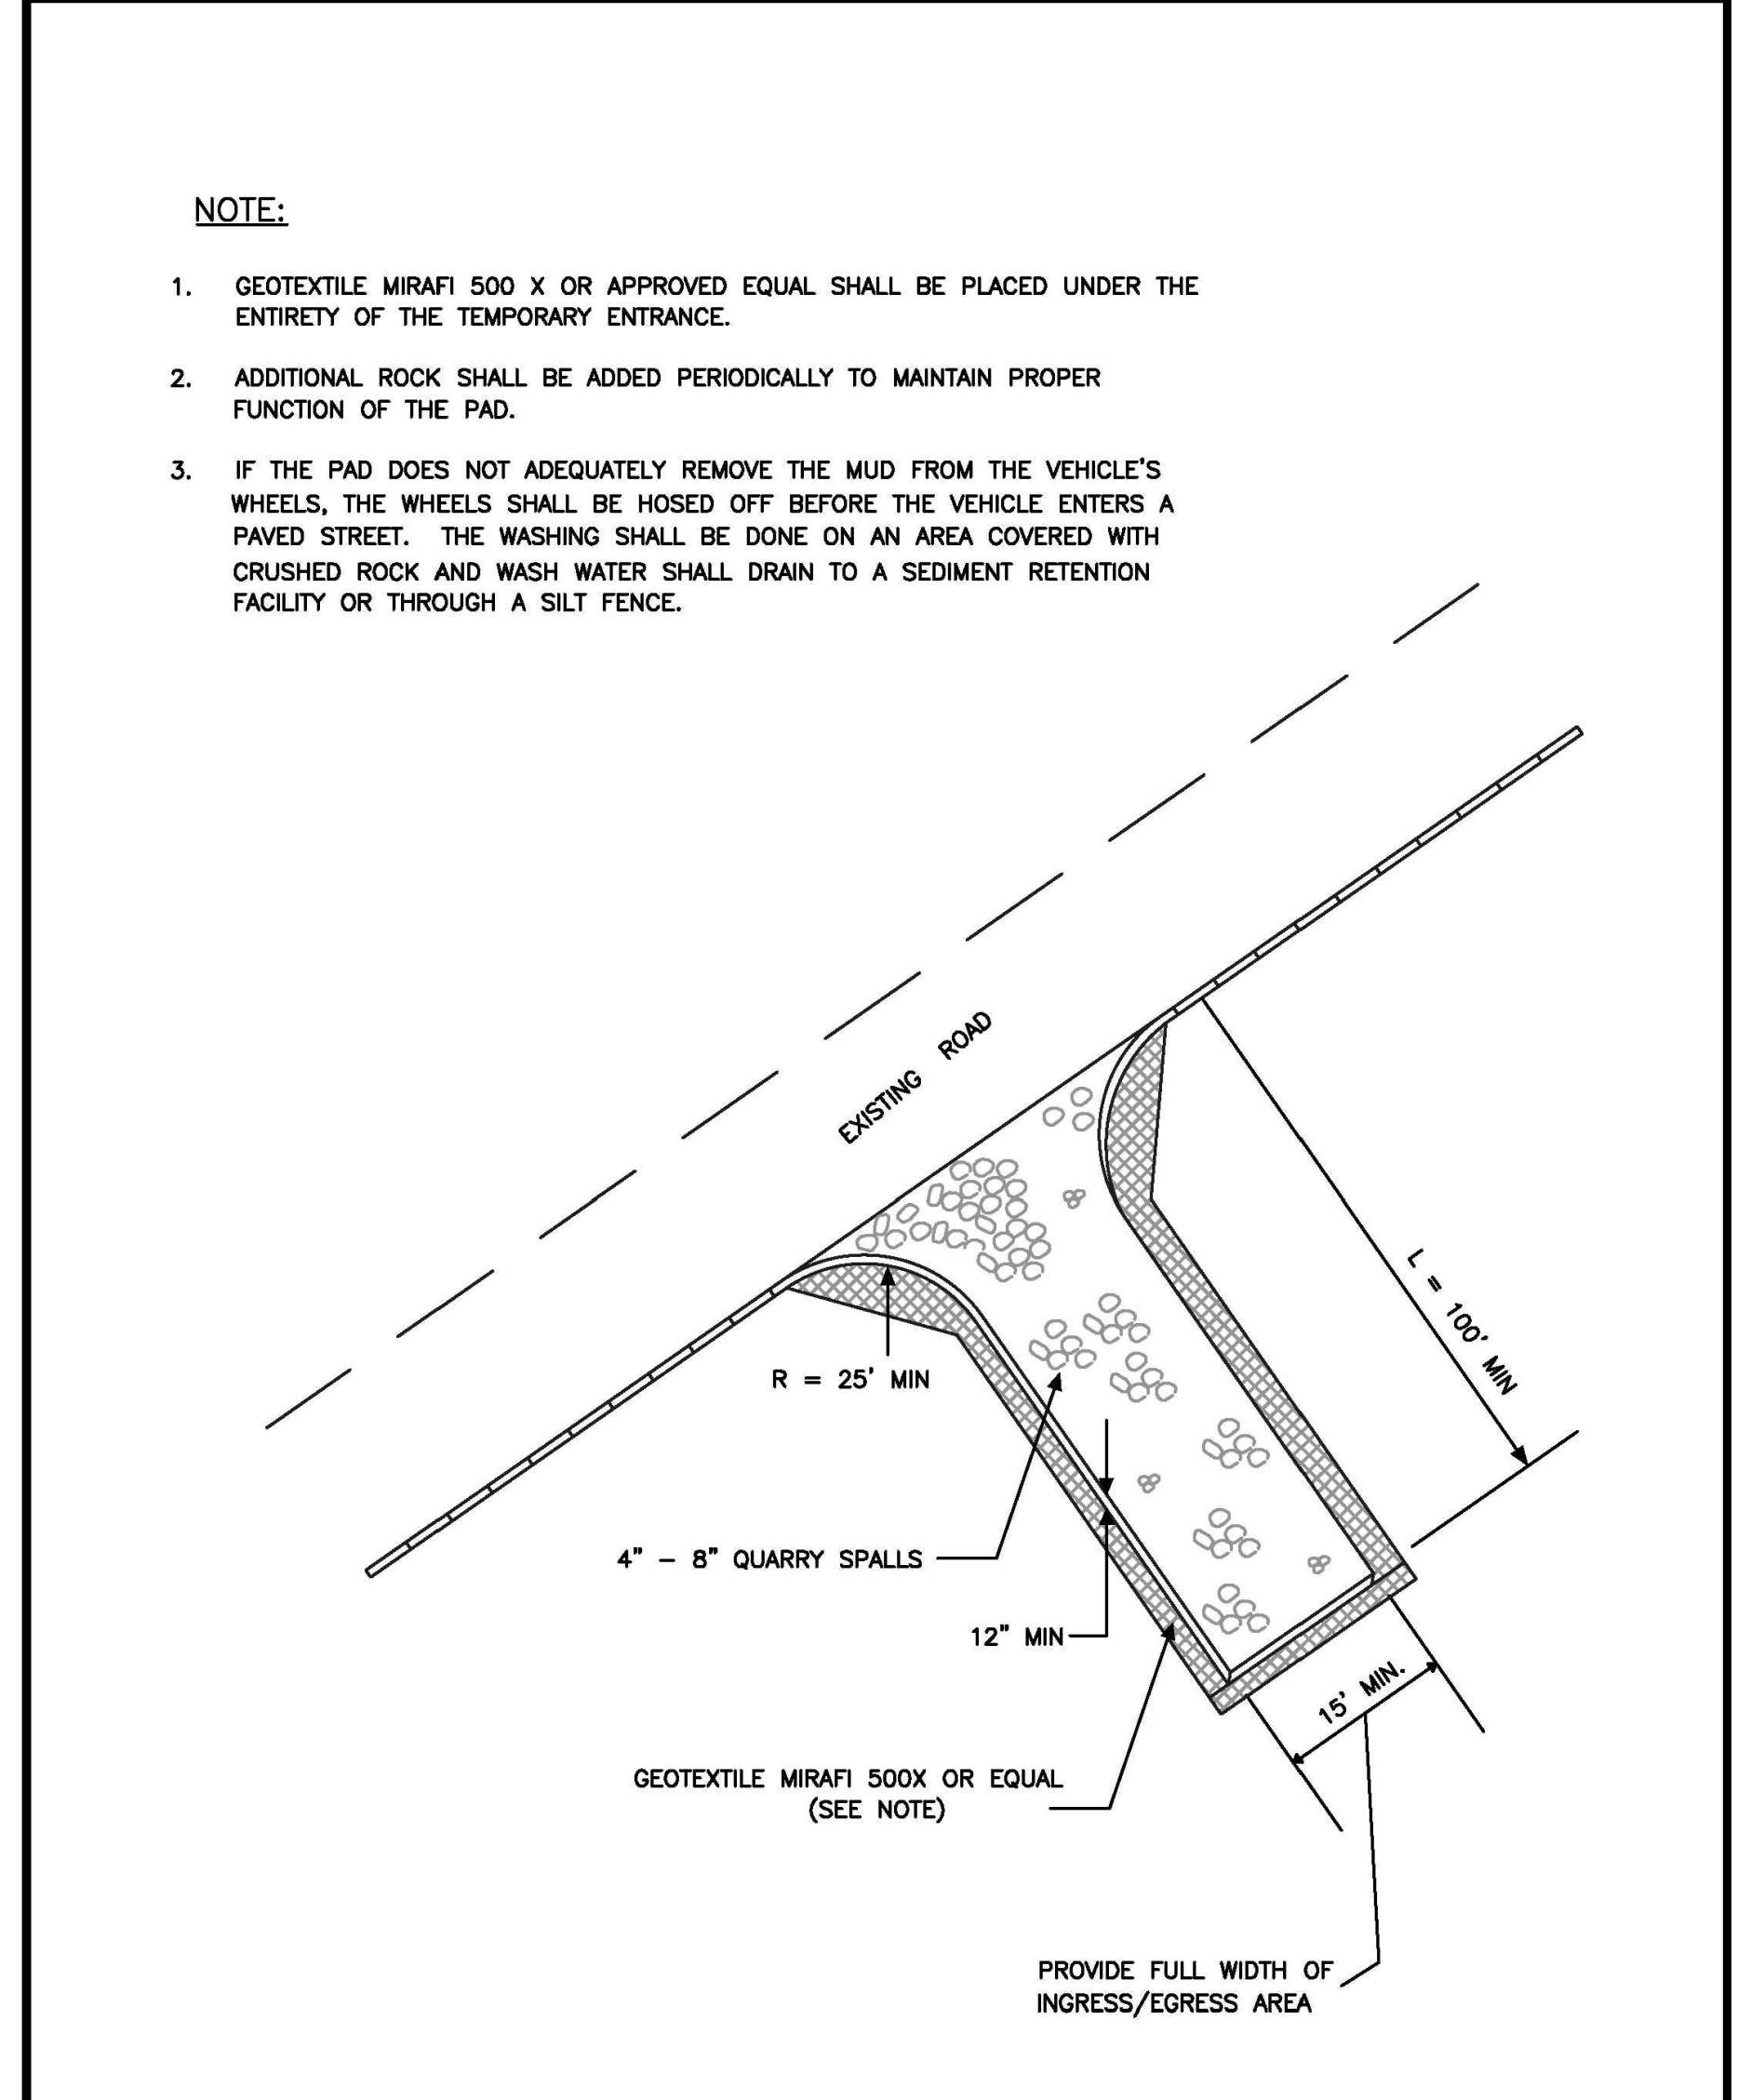 NOTE:
1. GEOTEXTILE MIRAFI 500 X OR APPROVED EQUAL SHALL BE PLACED UNDER THE
ENTIRETY OF THE TEMPORARY ENTRANCE.
2. ADDITIONAL ROCK SHALL BE ADDED PERIODICALLY TO MAINTAIN PROPER
FUNCTION OF THE PAD.
3. IF THE PAD DOES NOT ADEQUATELY REMOVE THE MUD FROM THE VEHICLE'S
WHEELS, THE WHEELS SHALL BE HOSED OFF BEFORE THE VEHICLE ENTERS A
PAVED STREET. THE WASHING SHALL BE DONE ON AN AREA COVERED WITH
CRUSHED ROCK AND WASH WATER SHALL DRAIN TO A SEDIMENT RETENTION
FACILITY OR THROUGH A SILT FENCE.
EXISTING ROAD
L = 100' MIN
R = 25' MIN
4" - 8" QUARRY SPALLS
12" MIN
15' MIN.
GEOTEXTILE MIRAFI 500X OR EQUAL
(SEE NOTE)
PROVIDE FULL WIDTH OF
INGRESS/EGRESS AREA